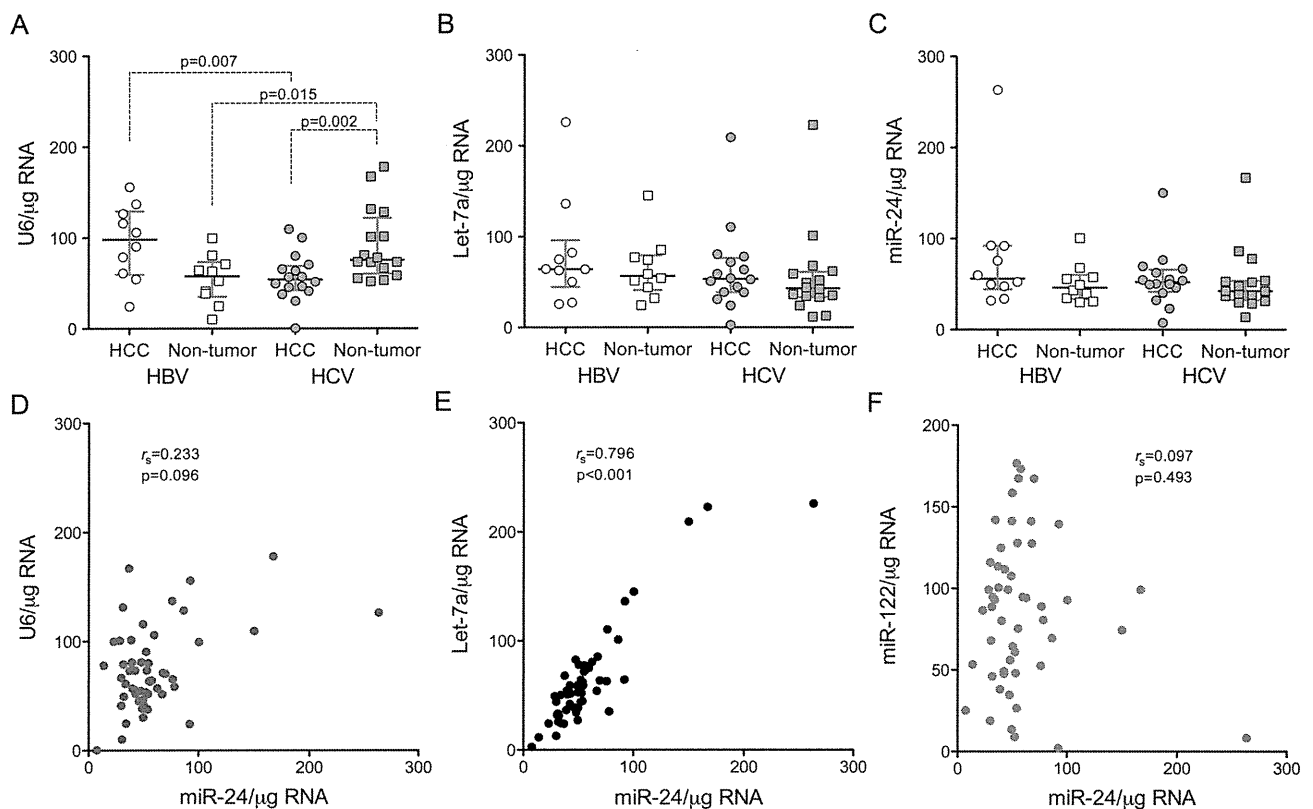 A
U6/µg RNA
300
200
100
0
p=0.007
p=0.015
p=0.002
HCC Non-tumor HCC Non-tumor
HBV HCV
B
Let-7a/µg RNA
300
200
100
0
HCC Non-tumor HCC Non-tumor
HBV HCV
C
miR-24/µg RNA
300
200
100
0
HCC Non-tumor HCC Non-tumor
HBV HCV
D
U6/µg RNA
300
200
100
0
rs=0.233
p=0.096
0 100 200 300
miR-24/µg RNA
E
Let-7a/µg RNA
300
200
100
0
rs=0.796
p<0.001
0 100 200 300
miR-24/µg RNA
F
miR-122/µg RNA
200
150
100
50
0
rs=0.097
p=0.493
0 100 200 300
miR-24/µg RNA